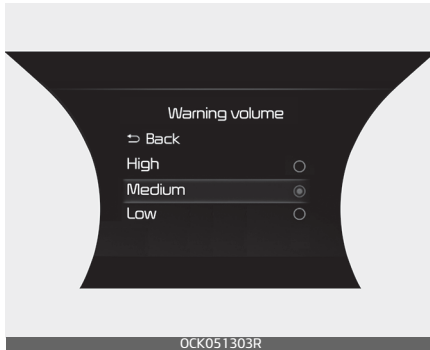 Warning volume
⮌ Back
High
Medium
Low
OCK051303R